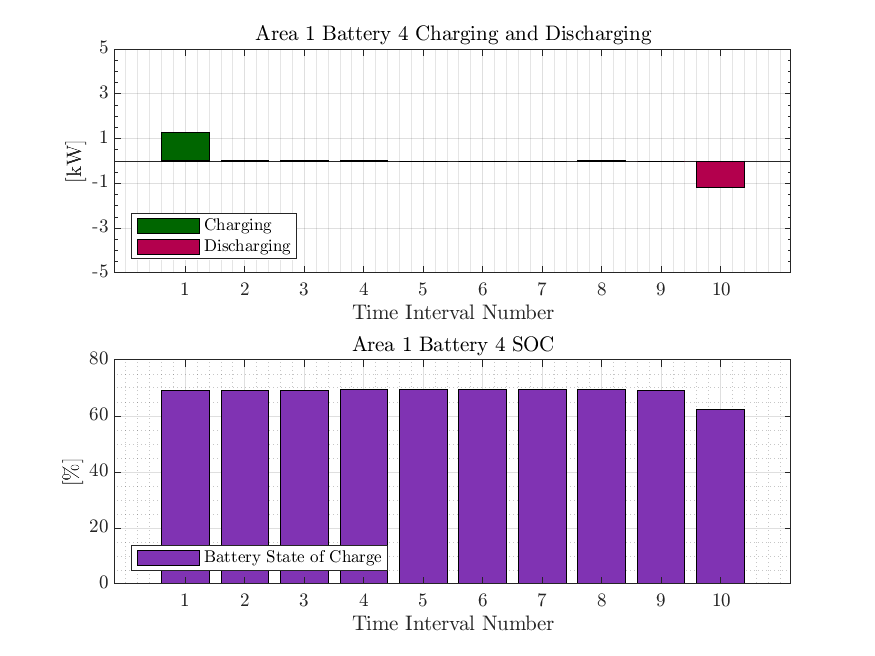 Area 1 Battery 4 Charging and Discharging
5
3
1
-1
-3
-5
[kW]
Charging
Discharging
1 2 3 4 5 6 7 8 9 10
Time Interval Number
Area 1 Battery 4 SOC
80
60
40
20
0
[%]
Battery State of Charge
1 2 3 4 5 6 7 8 9 10
Time Interval Number